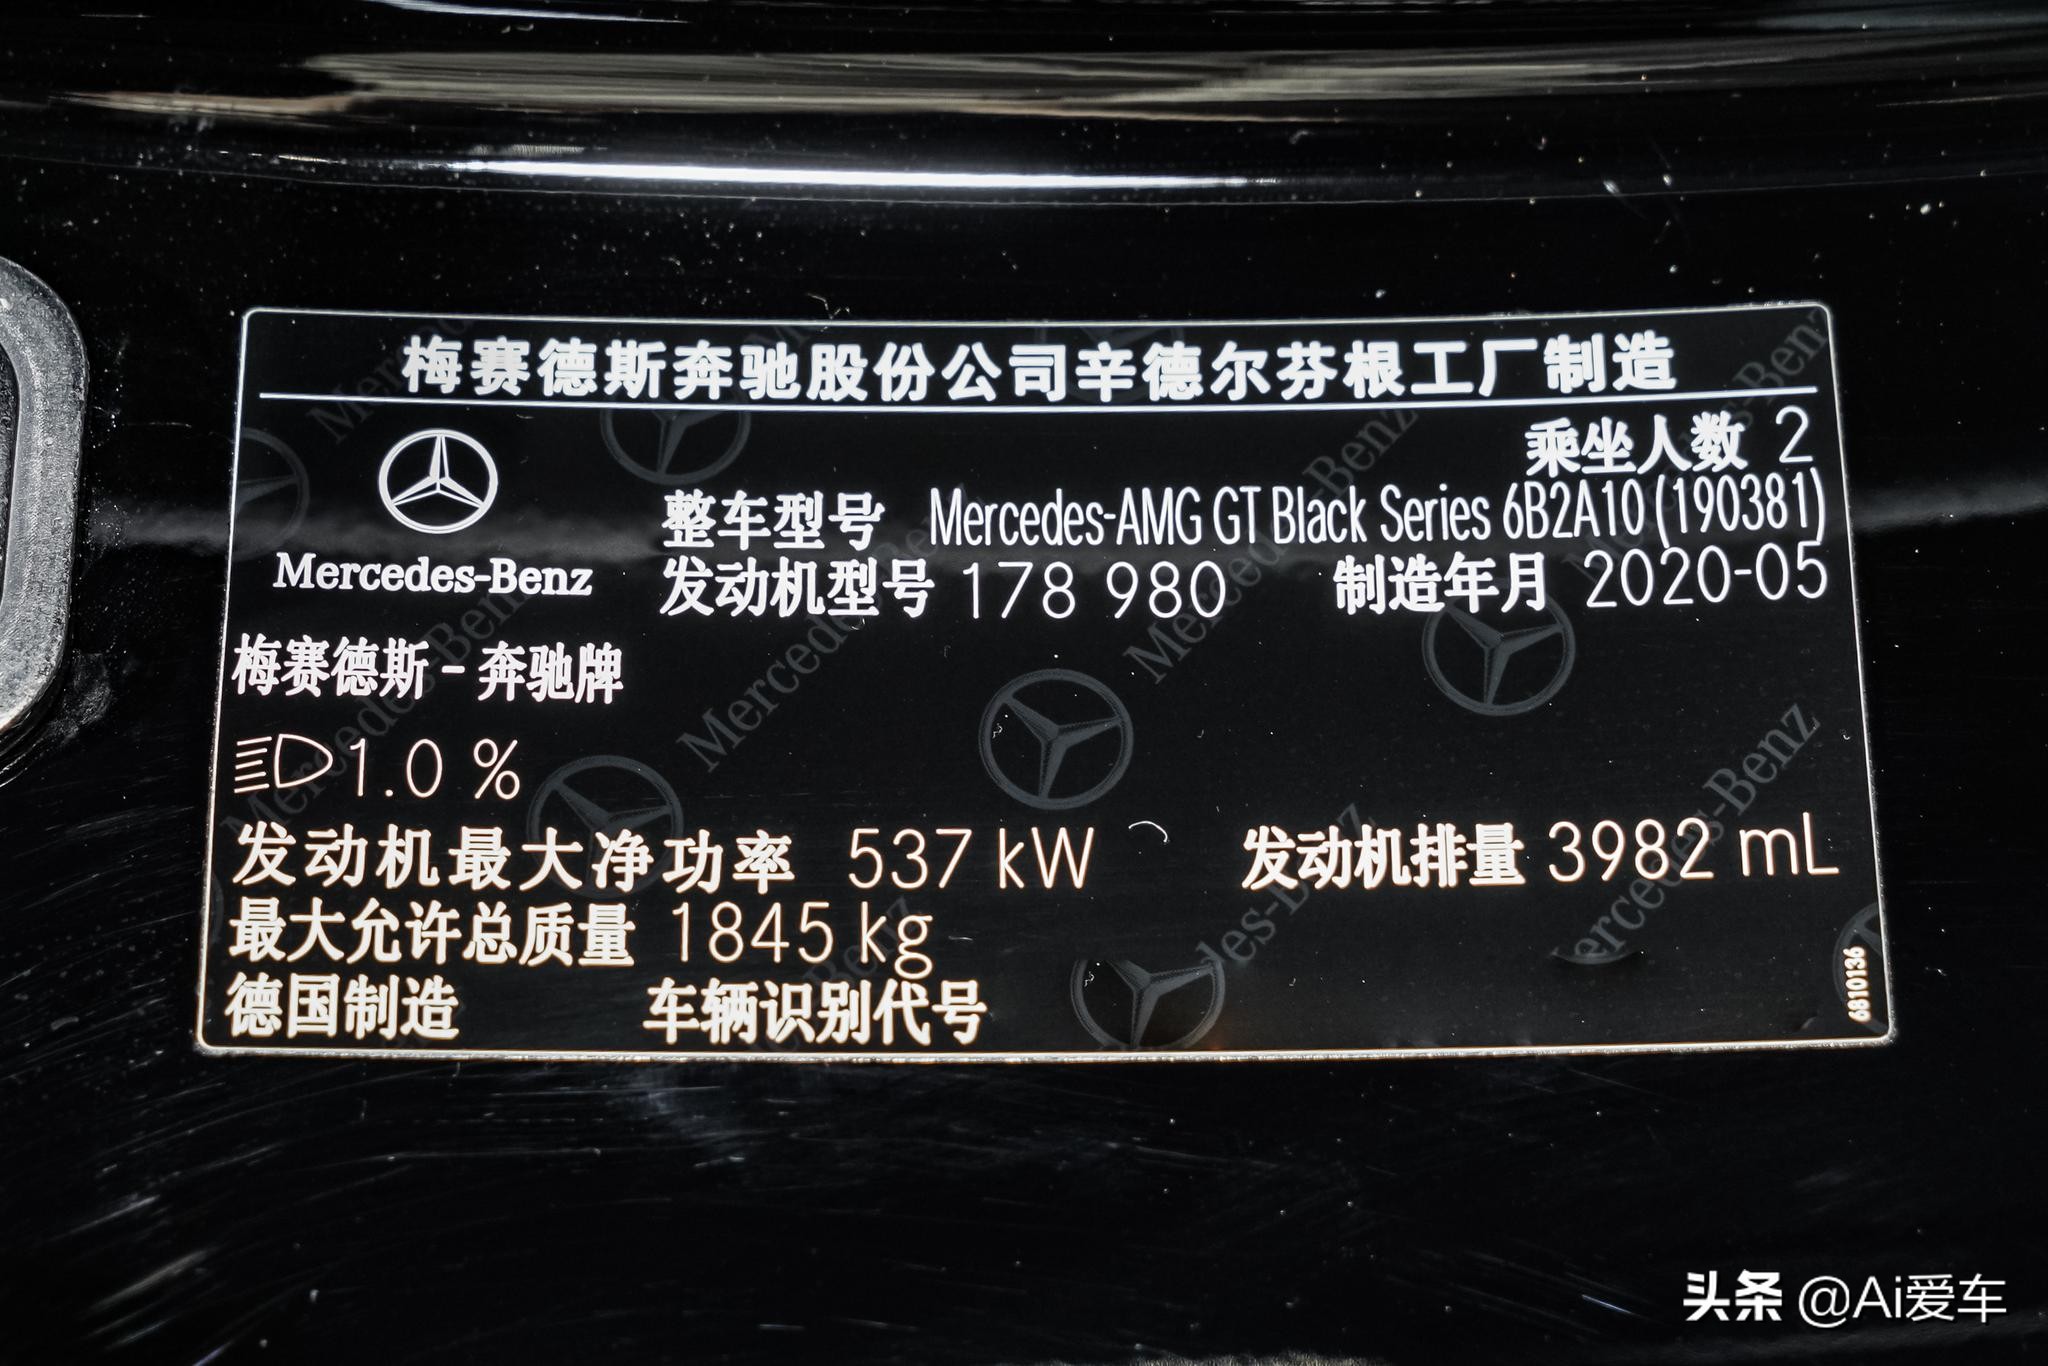 梅赛德斯奔驰股份公司辛德尔芬根工厂制造
乘坐人数 2
整车型号 Mercedes-AMG GT Black Series 6B2A10 (190381)
Mercedes-Benz
发动机型号 178 980 制造年月 2020-05
梅赛德斯-奔驰牌
1.0 %
发动机最大净功率 537 kW 发动机排量 3982 mL
最大允许总质量 1845 kg
德国制造 车辆识别代号
6810136
头条 @Ai爱车